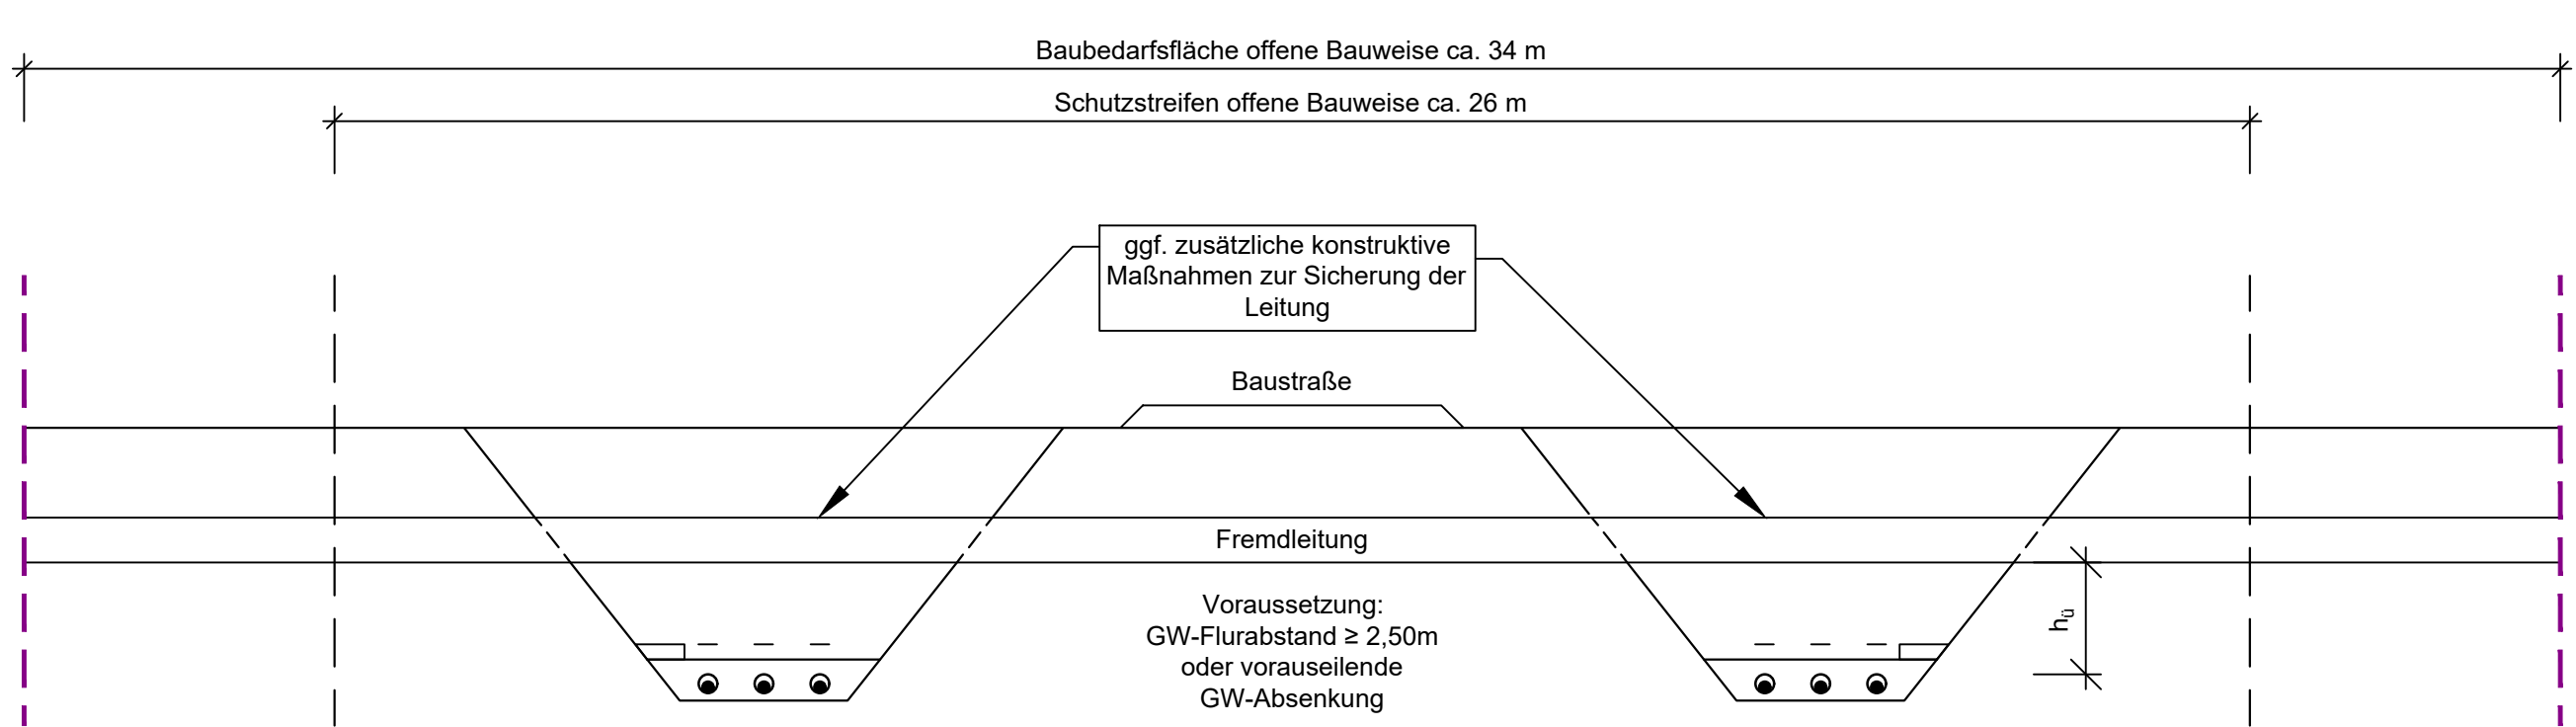 Baubedarfsfläche offene Bauweise ca. 34 m
Schutzstreifen offene Bauweise ca. 26 m
ggf. zusätzliche konstruktive
Maßnahmen zur Sicherung der
Leitung
Baustraße
Fremdleitung
Voraussetzung:
GW-Flurabstand ≥ 2,50m
oder vorauseilende
GW-Absenkung
hü